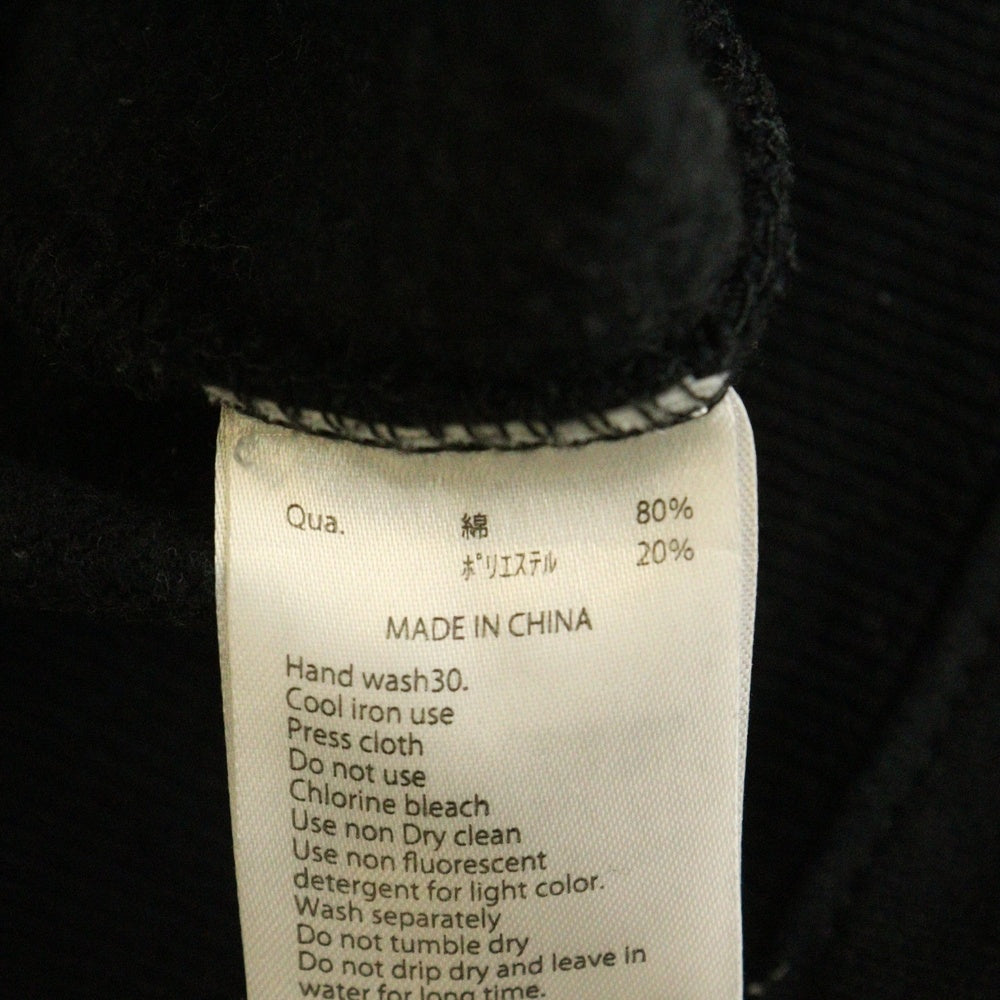 Qua. 綿 80%
ﾎﾟﾘｴｽﾃﾙ 20%
MADE IN CHINA
Hand wash30.
Cool iron use
Press cloth
Do not use
Chlorine bleach
Use non Dry clean
Use non fluorescent
detergent for light color.
Wash separately
Do not tumble dry
Do not drip dry and leave in
water for long time.